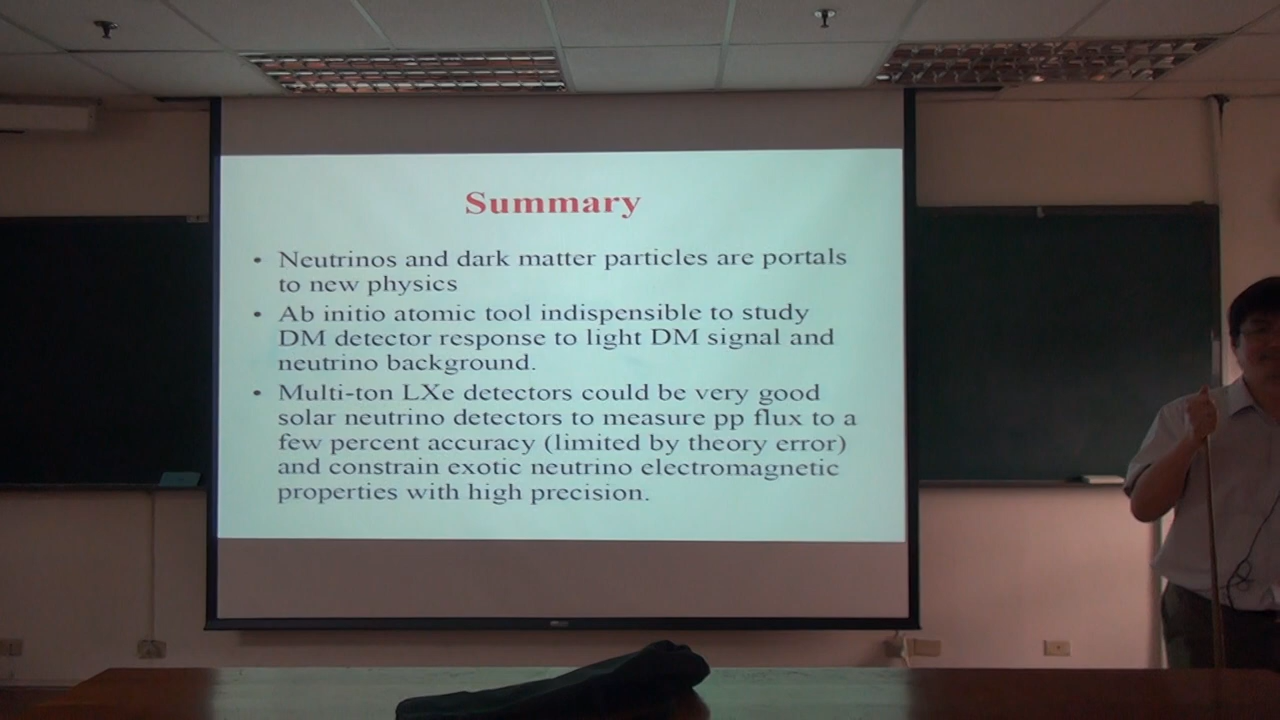 Summary
• Neutrinos and dark matter particles are portals
to new physics
• Ab initio atomic tool indispensible to study
DM detector response to light DM signal and
neutrino background.
• Multi-ton LXe detectors could be very good
solar neutrino detectors to measure pp flux to a
few percent accuracy (limited by theory error)
and constrain exotic neutrino electromagnetic
properties with high precision.